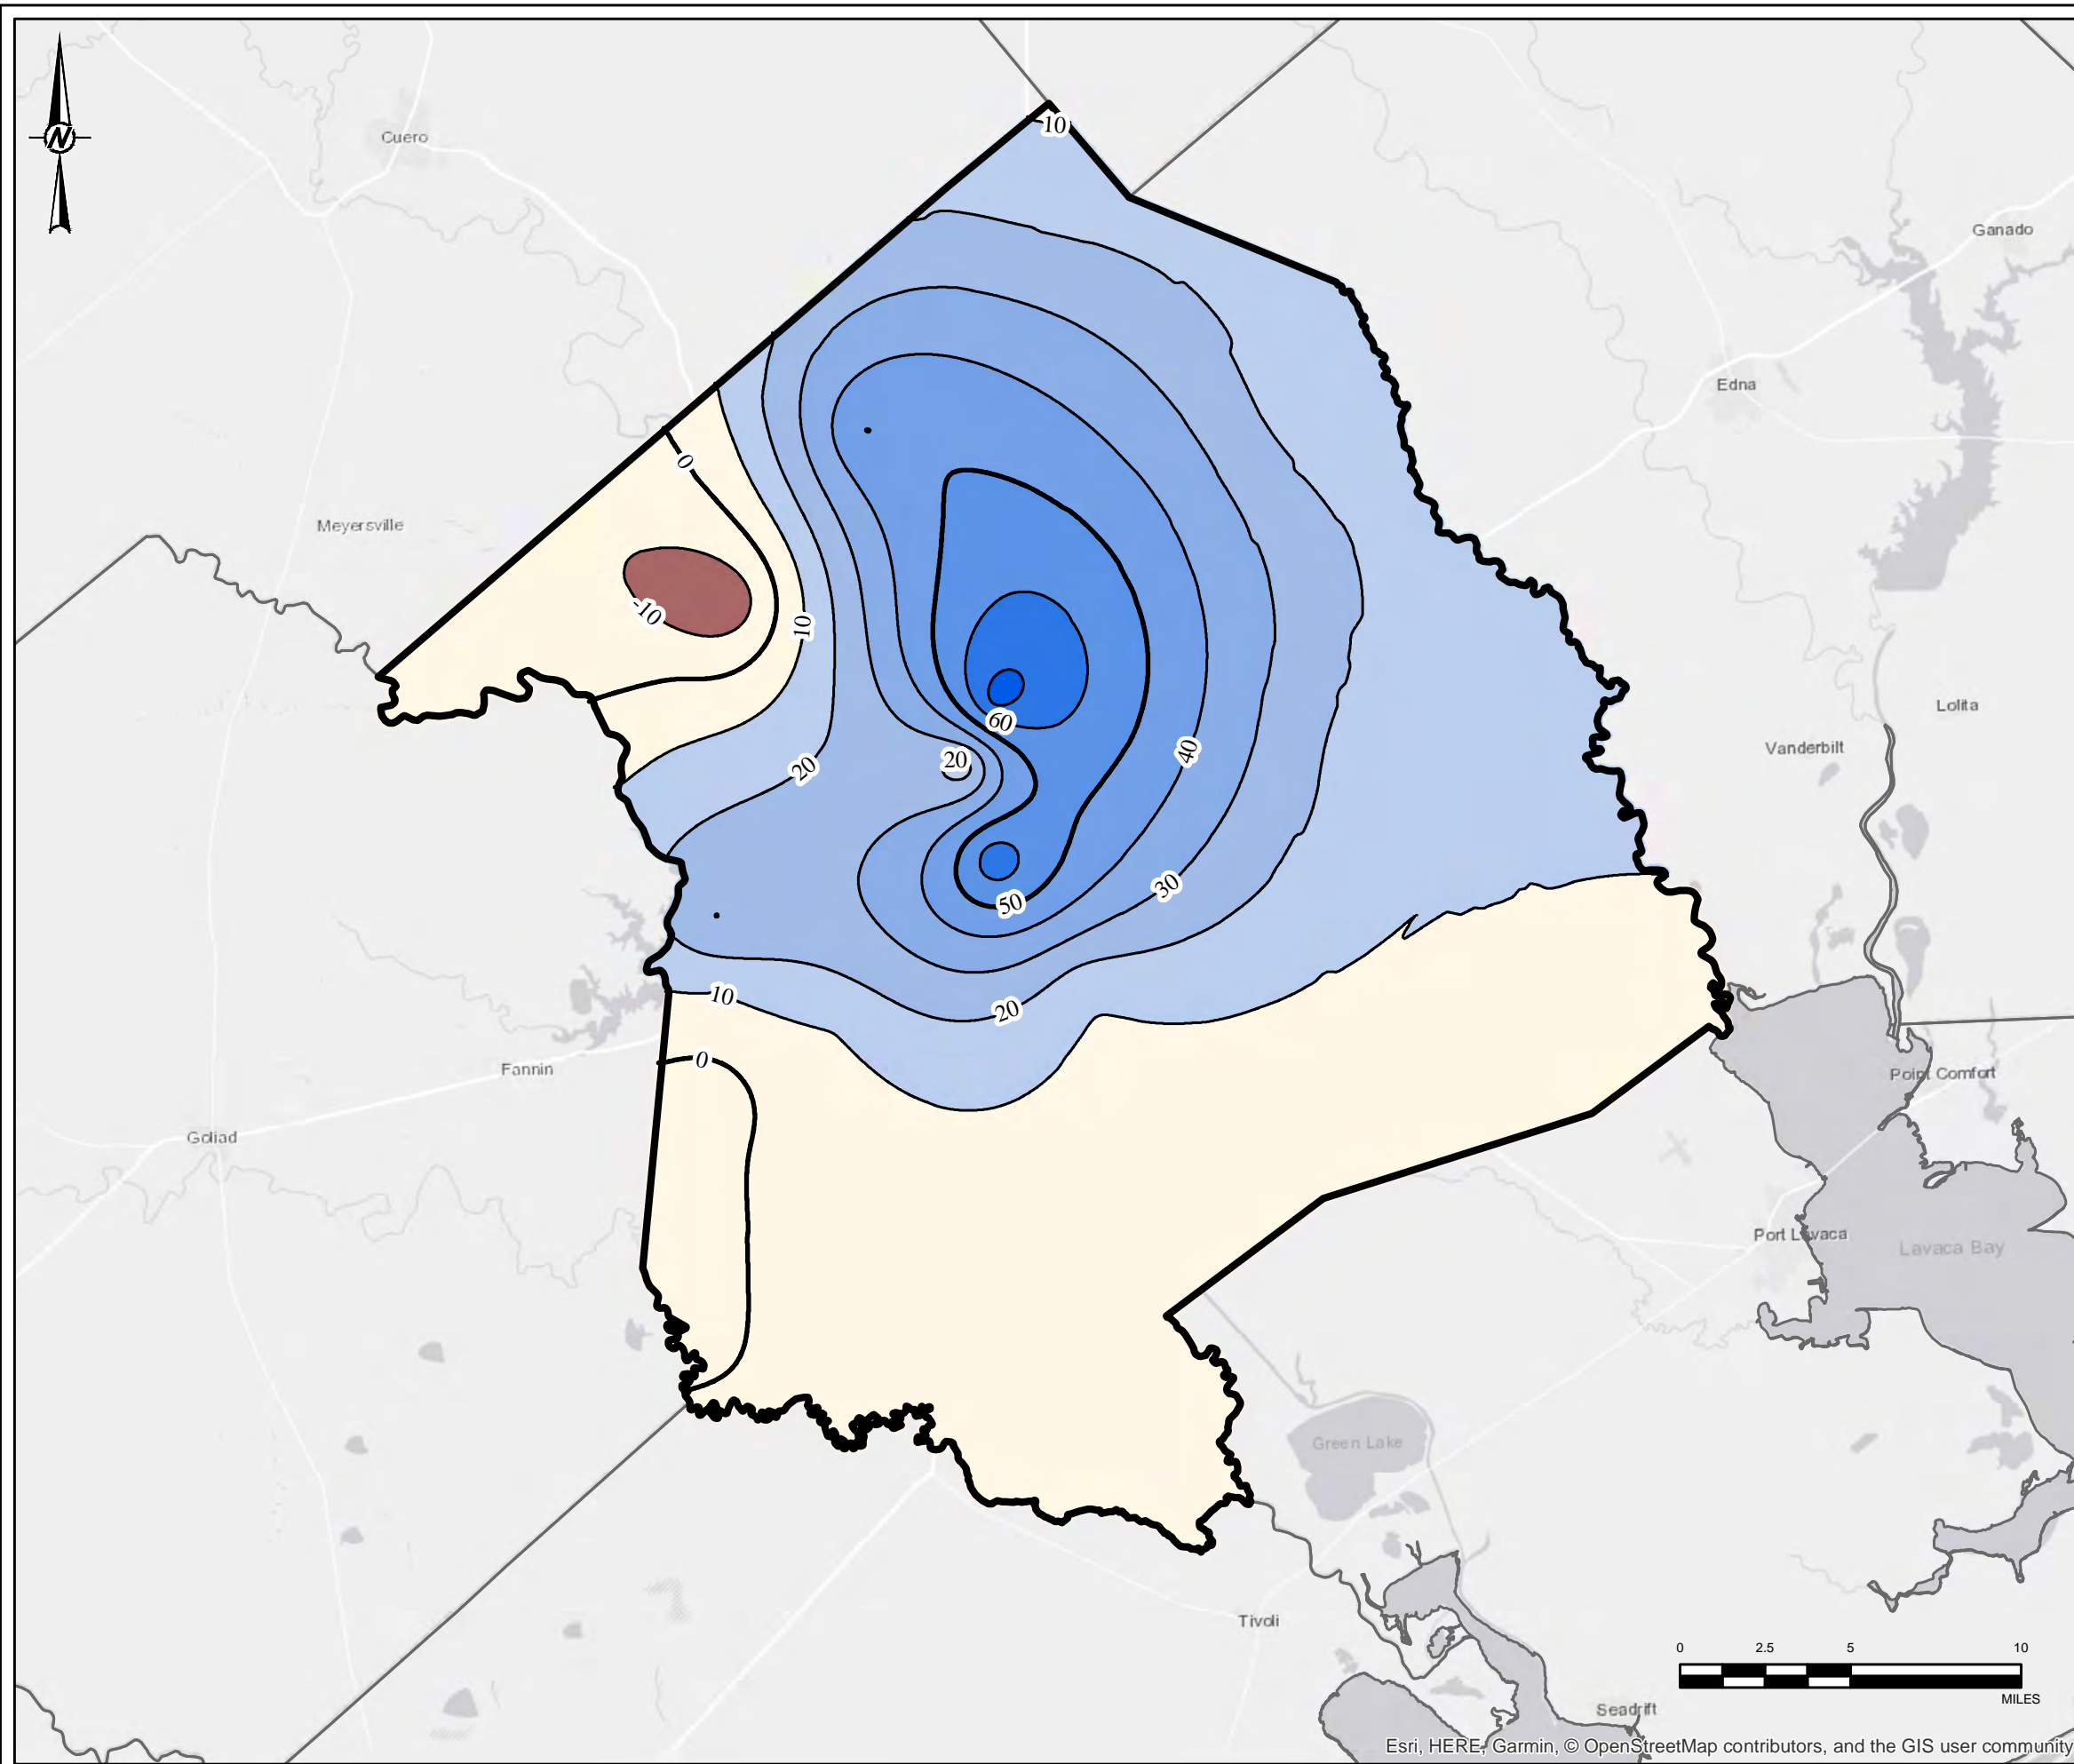 N
Cuero
10
Ganado
Edna
0
Meyersville
-10
10
Lolita
60
Vanderbilt
40
20
20
30
50
10
20
0
Fannin
Point Comfort
Goliad
Port Lavaca
Lavaca Bay
Green Lake
Tivoli
0 2.5 5 10
MILES
Seadrift
Esri, HERE, Garmin, © OpenStreetMap contributors, and the GIS user community